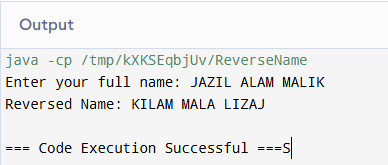 Output
java -cp /tmp/kXKSEqbjUv/ReverseName
Enter your full name: JAZIL ALAM MALIK
Reversed Name: KILAM MALA LIZAJ
=== Code Execution Successful ===S